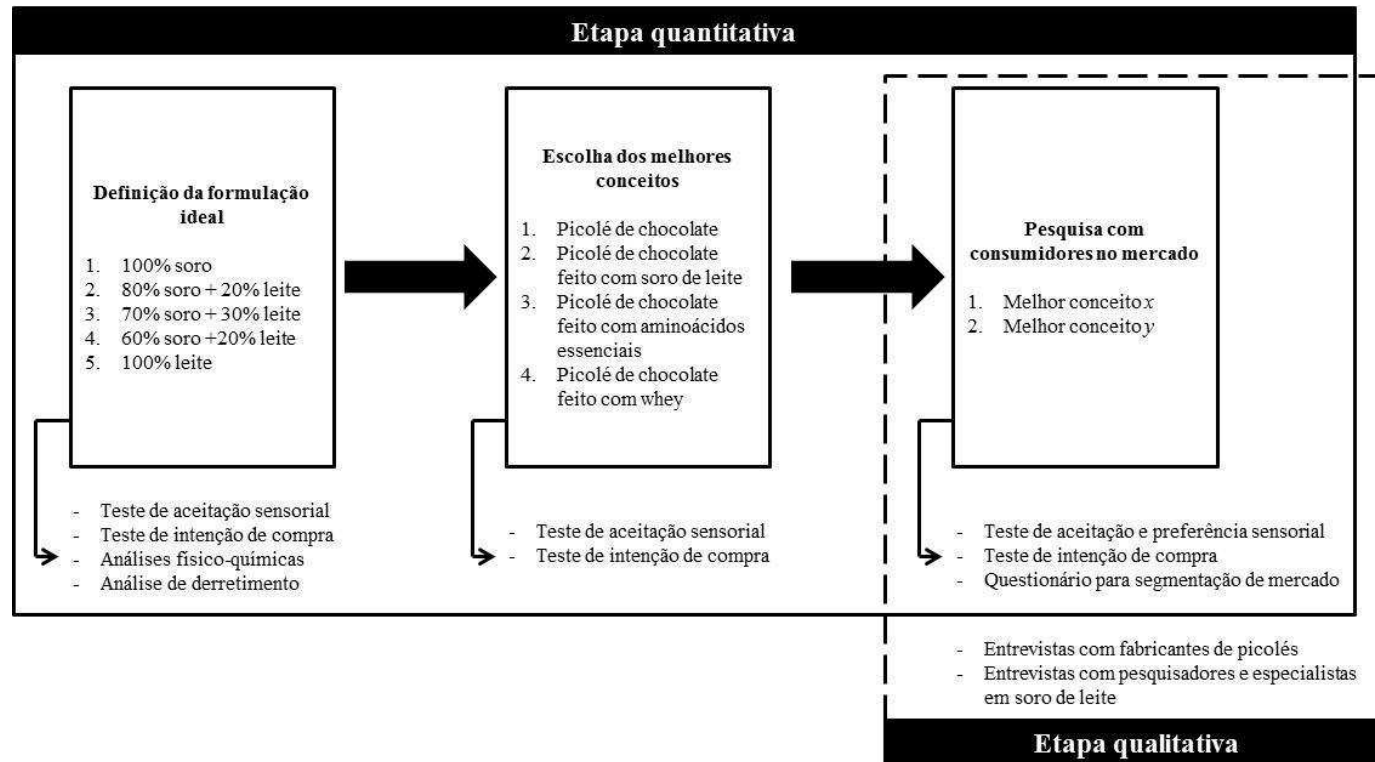 Etapa quantitativa
Definição da formulação
ideal
1. 100% soro
2. 80% soro + 20% leite
3. 70% soro + 30% leite
4. 60% soro +20% leite
5. 100% leite
- Teste de aceitação sensorial
- Teste de intenção de compra
- Análises físico-químicas
- Análise de derretimento
Escolha dos melhores
conceitos
1. Picolé de chocolate
2. Picolé de chocolate
feito com soro de leite
3. Picolé de chocolate
feito com aminoácidos
essenciais
4. Picolé de chocolate
feito com whey
- Teste de aceitação sensorial
- Teste de intenção de compra
Pesquisa com
consumidores no mercado
1. Melhor conceito x
2. Melhor conceito y
- Teste de aceitação e preferência sensorial
- Teste de intenção de compra
- Questionário para segmentação de mercado
- Entrevistas com fabricantes de picolés
- Entrevistas com pesquisadores e especialistas
em soro de leite
Etapa qualitativa